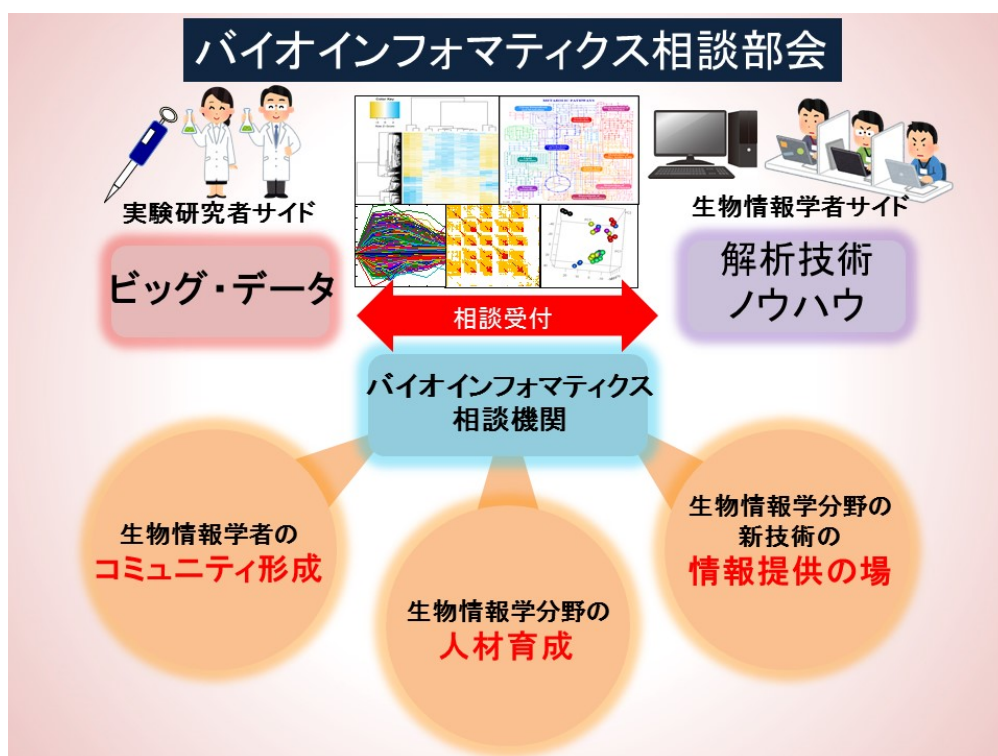 バイオインフォマティクス相談部会
実験研究者サイド
生物情報学者サイド
ビッグ・データ
解析技術
ノウハウ
相談受付
バイオインフォマティクス
相談機関
生物情報学者の
コミュニティ形成
生物情報学分野の
人材育成
生物情報学分野の
新技術の
情報提供の場